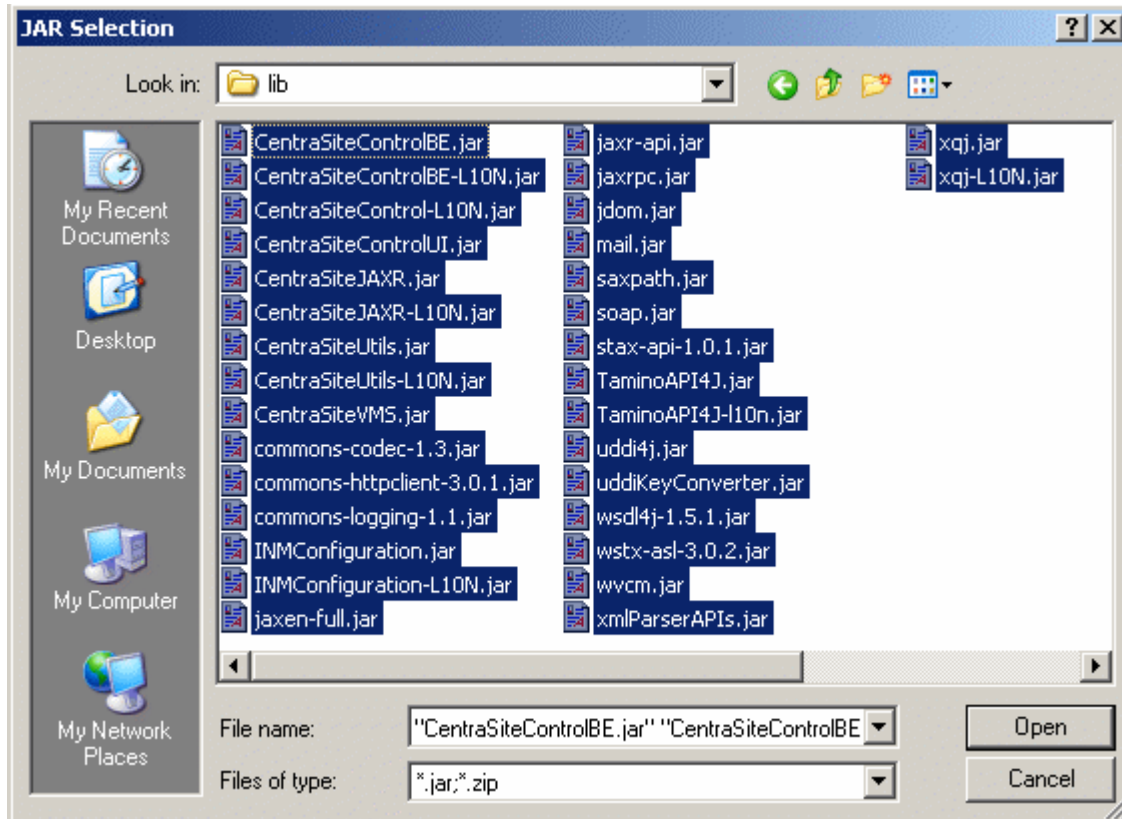 JAR Selection
Look in:
lib
My Recent
Documents
Desktop
My Documents
My Computer
My Network
Places
CentraSiteControlBE.jar
CentraSiteControlBE-L10N.jar
CentraSiteControl-L10N.jar
CentraSiteControlUI.jar
CentraSiteJAXR.jar
CentraSiteJAXR-L10N.jar
CentraSiteUtils.jar
CentraSiteUtils-L10N.jar
CentraSiteVMS.jar
commons-codec-1.3.jar
commons-httpclient-3.0.1.jar
commons-logging-1.1.jar
INMConfiguration.jar
INMConfiguration-L10N.jar
jaxen-full.jar
jaxr-api.jar
jaxrpc.jar
jdom.jar
mail.jar
saxpath.jar
soap.jar
stax-api-1.0.1.jar
TaminoAPI4J.jar
TaminoAPI4J-l10n.jar
uddi4j.jar
uddiKeyConverter.jar
wsdl4j-1.5.1.jar
wstx-asl-3.0.2.jar
wvcm.jar
xmlParserAPIs.jar
xqj.jar
xqj-L10N.jar
File name:
"CentraSiteControlBE.jar" "CentraSiteControlBE
Open
Files of type:
*.jar;*.zip
Cancel